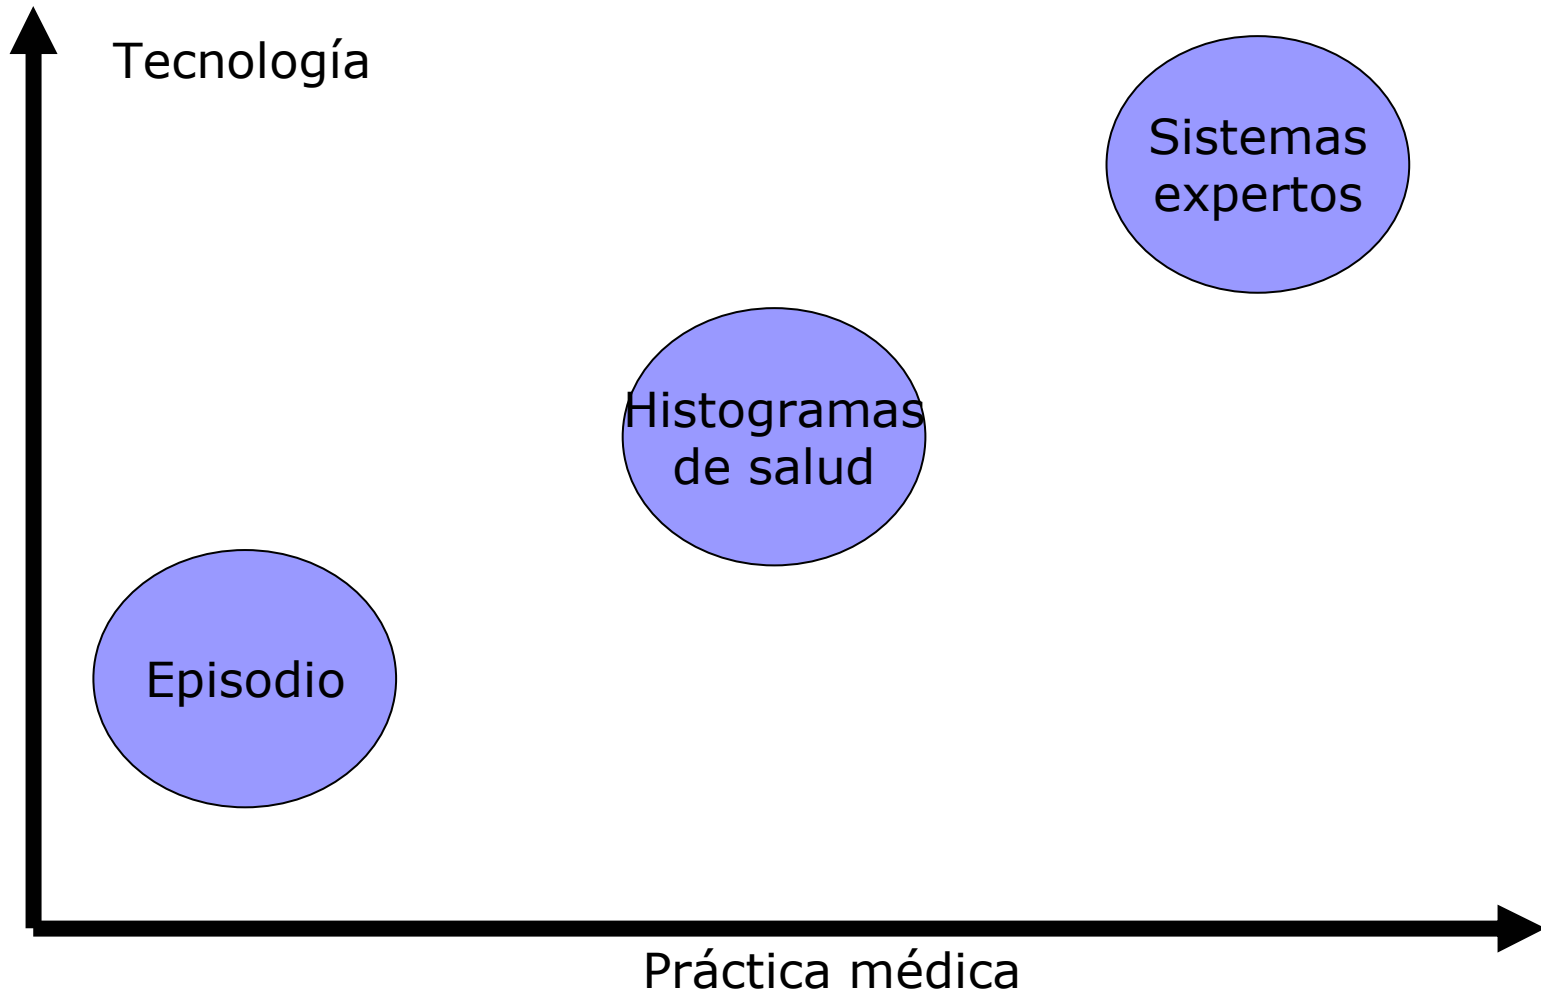 Tecnología
Sistemas
expertos
Histogramas
de salud
Episodio
Práctica médica